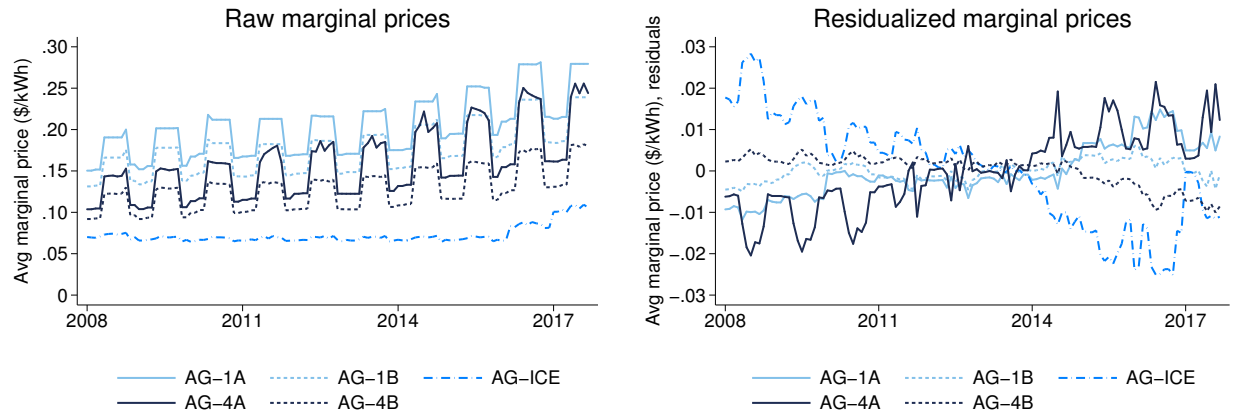 Raw marginal prices
Avg marginal price ($/kWh)
.30
.25
.20
.15
.10
.05
0
2008 2011 2014 2017
AG−1A AG−1B AG−ICE
AG−4A AG−4B
Residualized marginal prices
Avg marginal price ($/kWh), residuals
.03
.02
.01
0
−.01
−.02
−.03
2008 2011 2014 2017
AG−1A AG−1B AG−ICE
AG−4A AG−4B